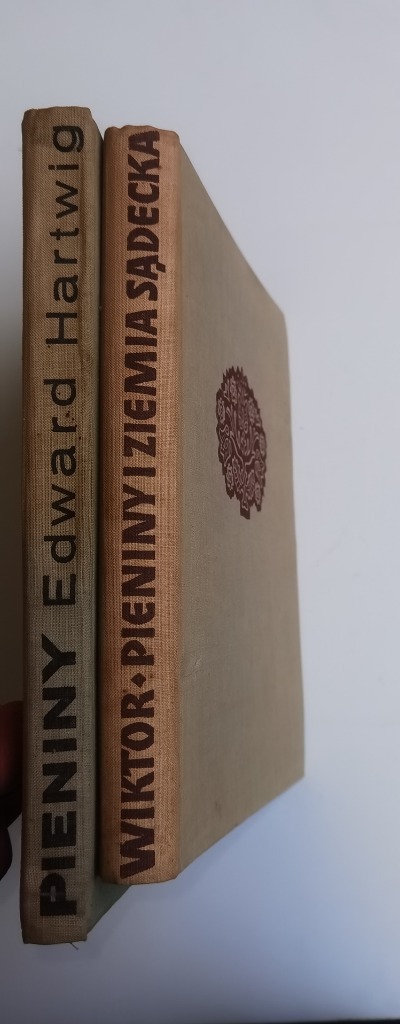 PIENINY Edward Hartwig
WIKTOR · PIENINY I ZIEMIA SĄDECKA